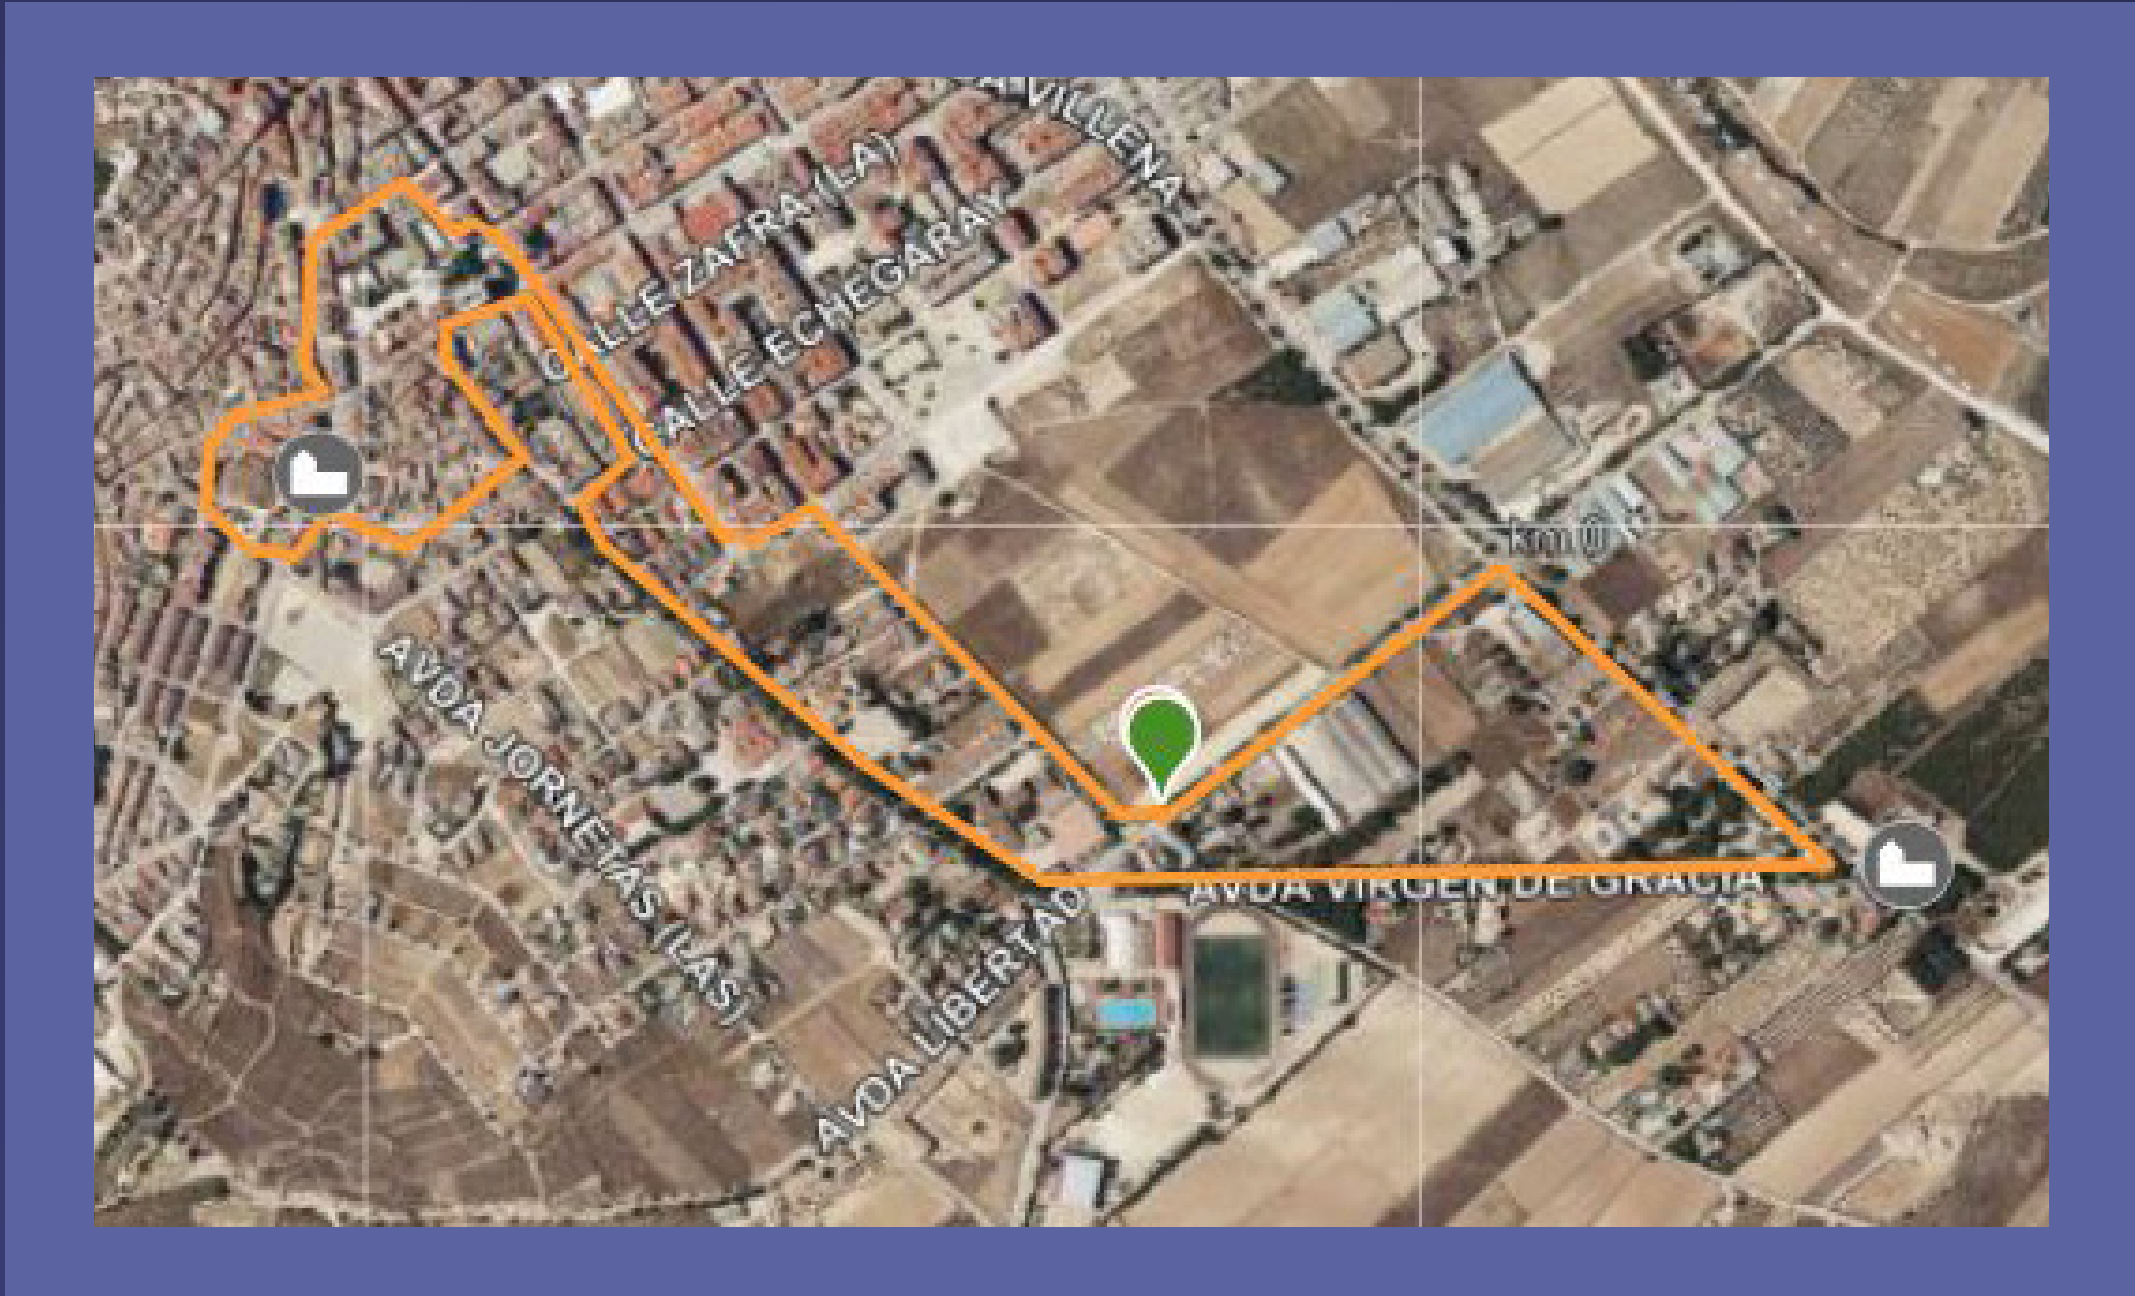 A VILLENA
CALLE ZAFRA (LA)
CALLE ECHEGARAY
km 0
AVDA JORNETAS (LAS)
AVDA VIRGEN DE GRACIA
AVDA LIBERTAD